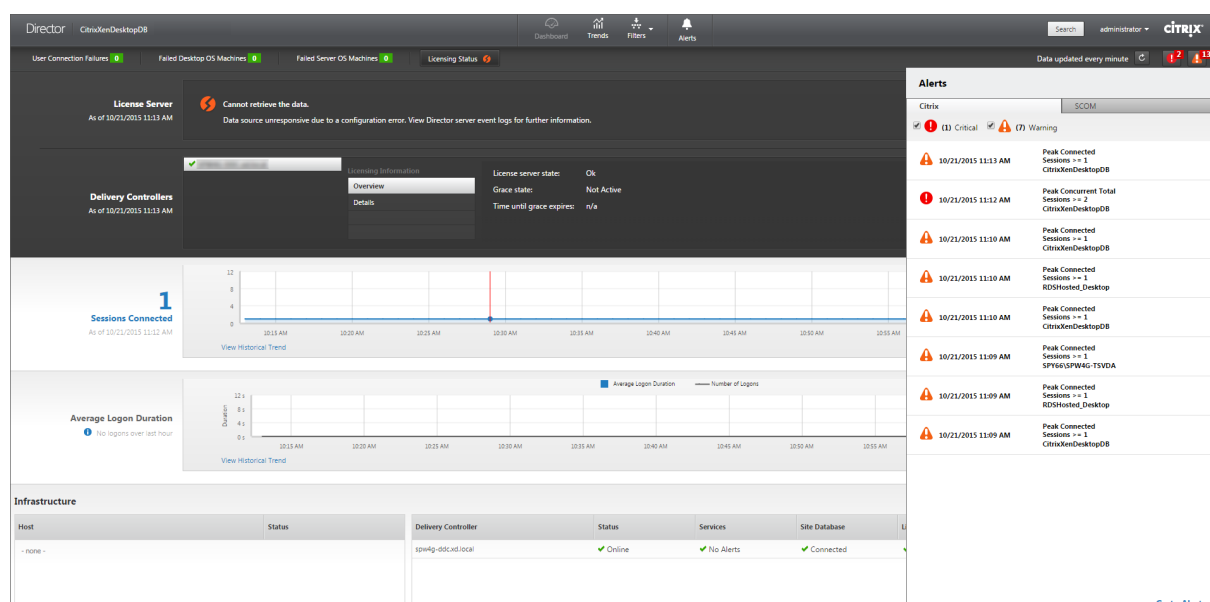 Director CitrixXenDesktopDB
Dashboard
Trends
Filters
Alerts
Search
administrator
CİTRIX
User Connection Failures 0
Failed Desktop OS Machines 0
Failed Server OS Machines 0
Licensing Status
Data updated every minute
2
13
License Server
As of 10/21/2015 11:13 AM
Cannot retrieve the data.
Data source unresponsive due to a configuration error. View Director server event logs for further information.
Delivery Controllers
As of 10/21/2015 11:13 AM
Licensing Information
Overview
Details
License server state: Ok
Grace state: Not Active
Time until grace expires: n/a
1
Sessions Connected
As of 10/21/2015 11:12 AM
12
8
4
0
10:15 AM 10:20 AM 10:25 AM 10:30 AM 10:35 AM 10:40 AM 10:45 AM 10:50 AM 10:55 AM
View Historical Trend
Average Logon Duration
No logons over last hour
Average Logon Duration Number of Logons
Duration
12 s
8 s
4 s
0 s
10:15 AM 10:20 AM 10:25 AM 10:30 AM 10:35 AM 10:40 AM 10:45 AM 10:50 AM 10:55 AM
View Historical Trend
Infrastructure
Host Status
- none -
Delivery Controller Status Services Site Database
spw4g-ddc.xd.local Online No Alerts Connected
Alerts
Citrix SCOM
(1) Critical (7) Warning
10/21/2015 11:13 AM
Peak Connected
Sessions >= 1
CitrixXenDesktopDB
10/21/2015 11:12 AM
Peak Concurrent Total
Sessions >= 2
CitrixXenDesktopDB
10/21/2015 11:10 AM
Peak Connected
Sessions >= 1
CitrixXenDesktopDB
10/21/2015 11:10 AM
Peak Connected
Sessions >= 1
RDSHosted_Desktop
10/21/2015 11:10 AM
Peak Connected
Sessions >= 1
CitrixXenDesktopDB
10/21/2015 11:09 AM
Peak Connected
Sessions >= 1
SPY66\SPW4G-TSVDA
10/21/2015 11:09 AM
Peak Connected
Sessions >= 1
RDSHosted_Desktop
10/21/2015 11:09 AM
Peak Connected
Sessions >= 1
CitrixXenDesktopDB